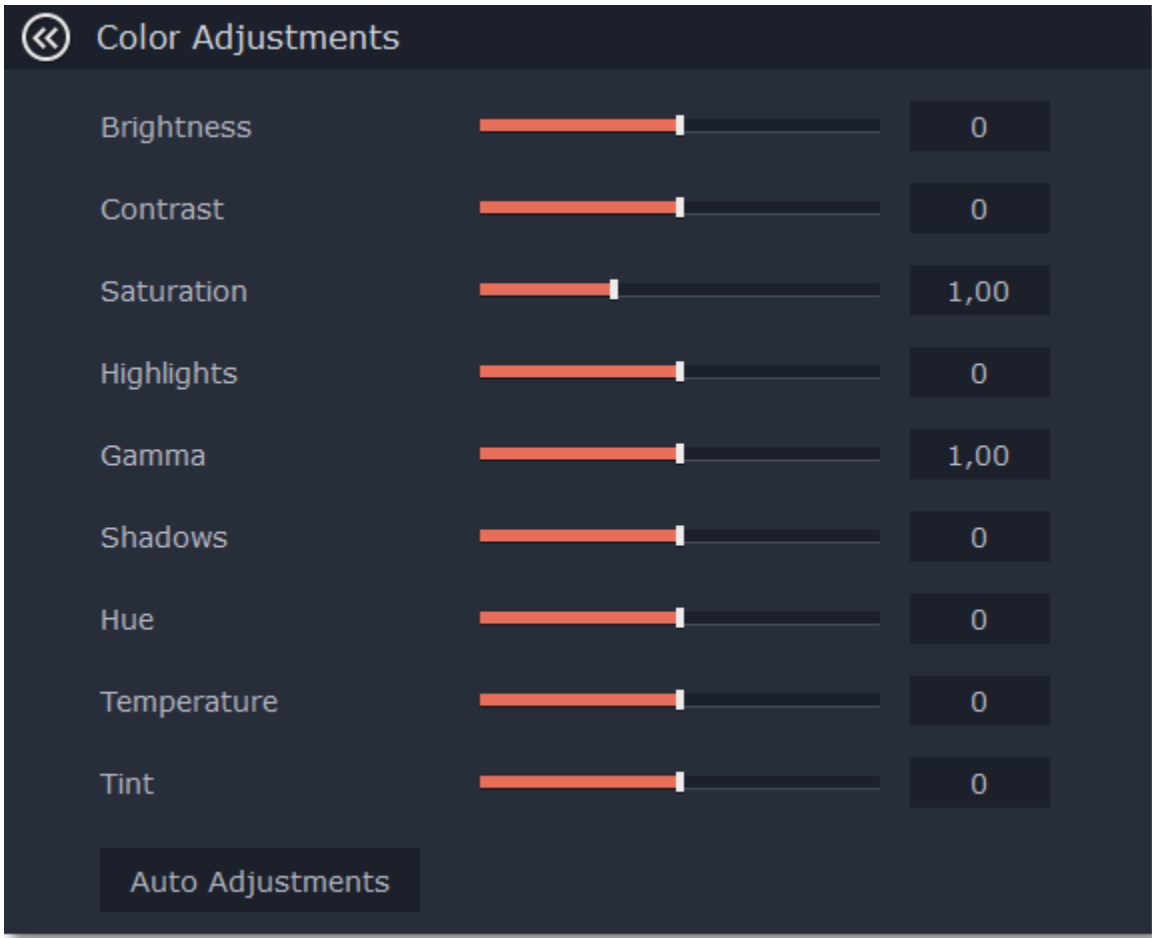 Color Adjustments
Brightness 0
Contrast 0
Saturation 1,00
Highlights 0
Gamma 1,00
Shadows 0
Hue 0
Temperature 0
Tint 0
Auto Adjustments